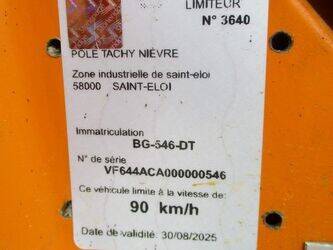 LIMITEUR
N° 3640
POLE TACHY NIÈVRE
Zone industrielle de saint-eloi
58000 SAINT-ELOI
Immatriculation
BG-546-DT
N° de série
VF644ACA000000546
Ce véhicule limité à la vitesse de:
90 km/h
Date de validité: 30/08/2025